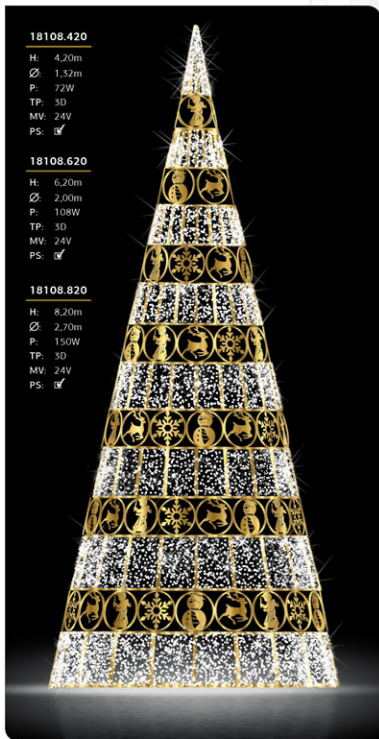 18108.420
H: 4,20m
Ø: 1,32m
P: 72W
TP: 3D
MV: 24V
PS: ☑
18108.620
H: 6,20m
Ø: 2,00m
P: 108W
TP: 3D
MV: 24V
PS: ☑
18108.820
H: 8,20m
Ø: 2,70m
P: 150W
TP: 3D
MV: 24V
PS: ☑